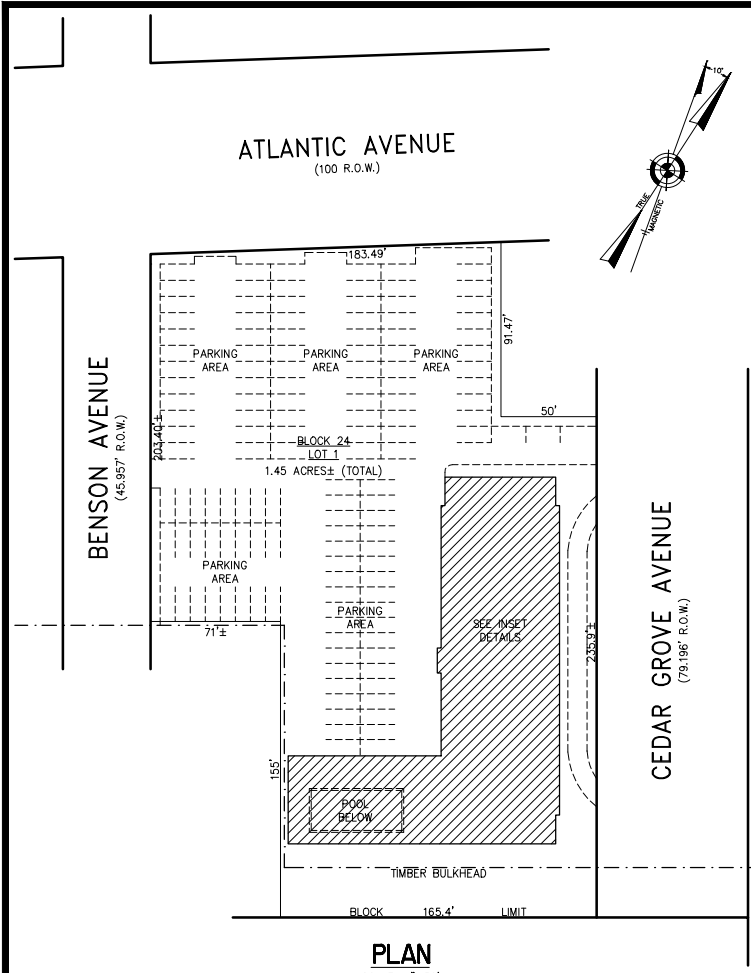 10'
ATLANTIC AVENUE
(100 R.O.W.)
TRUE
MAGNETIC
183.49'
91.47'
PARKING
AREA
PARKING
AREA
PARKING
AREA
BENSON AVENUE
(45.957' R.O.W.)
203.40'±
50'
BLOCK 24
LOT 1
1.45 ACRES± (TOTAL)
PARKING
AREA
PARKING
AREA
SEE INSET
DETAILS
71'±
235.9'±
CEDAR GROVE AVENUE
(79.196' R.O.W.)
155'
POOL
BELOW
TIMBER BULKHEAD
BLOCK 165.4' LIMIT
PLAN